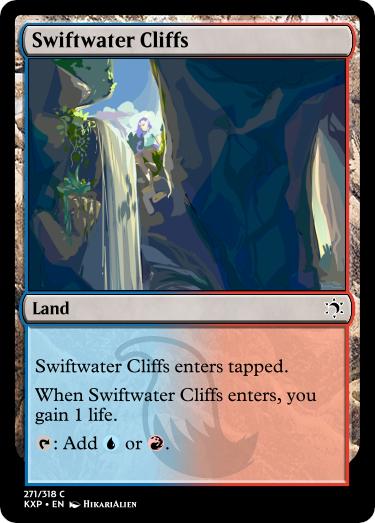 Swiftwater Cliffs
Land
Swiftwater Cliffs enters tapped.
When Swiftwater Cliffs enters, you
gain 1 life.
: Add or .
271/318 C
KXP • EN HikariAlien